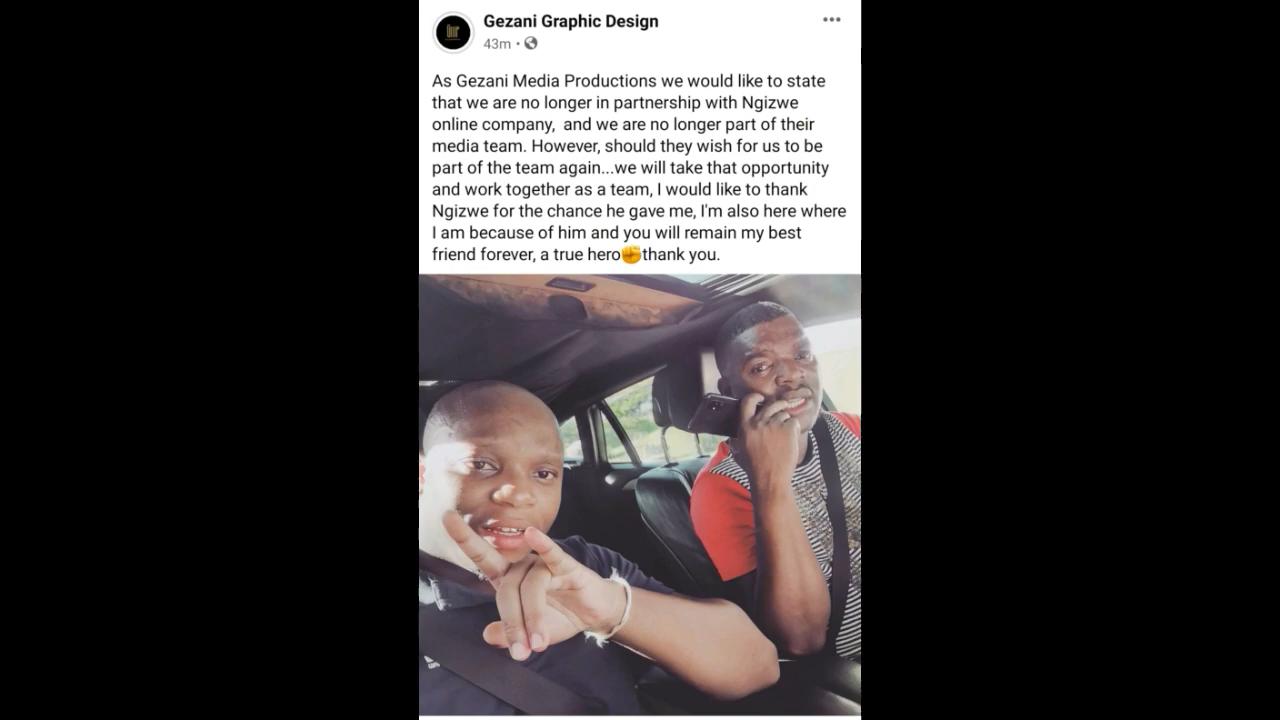 Gezani Graphic Design
43m •
As Gezani Media Productions we would like to state
that we are no longer in partnership with Ngizwe
online company,  and we are no longer part of their
media team. However, should they wish for us to be
part of the team again...we will take that opportunity
and work together as a team, I would like to thank
Ngizwe for the chance he gave me, I'm also here where
I am because of him and you will remain my best
friend forever, a true hero✊thank you.